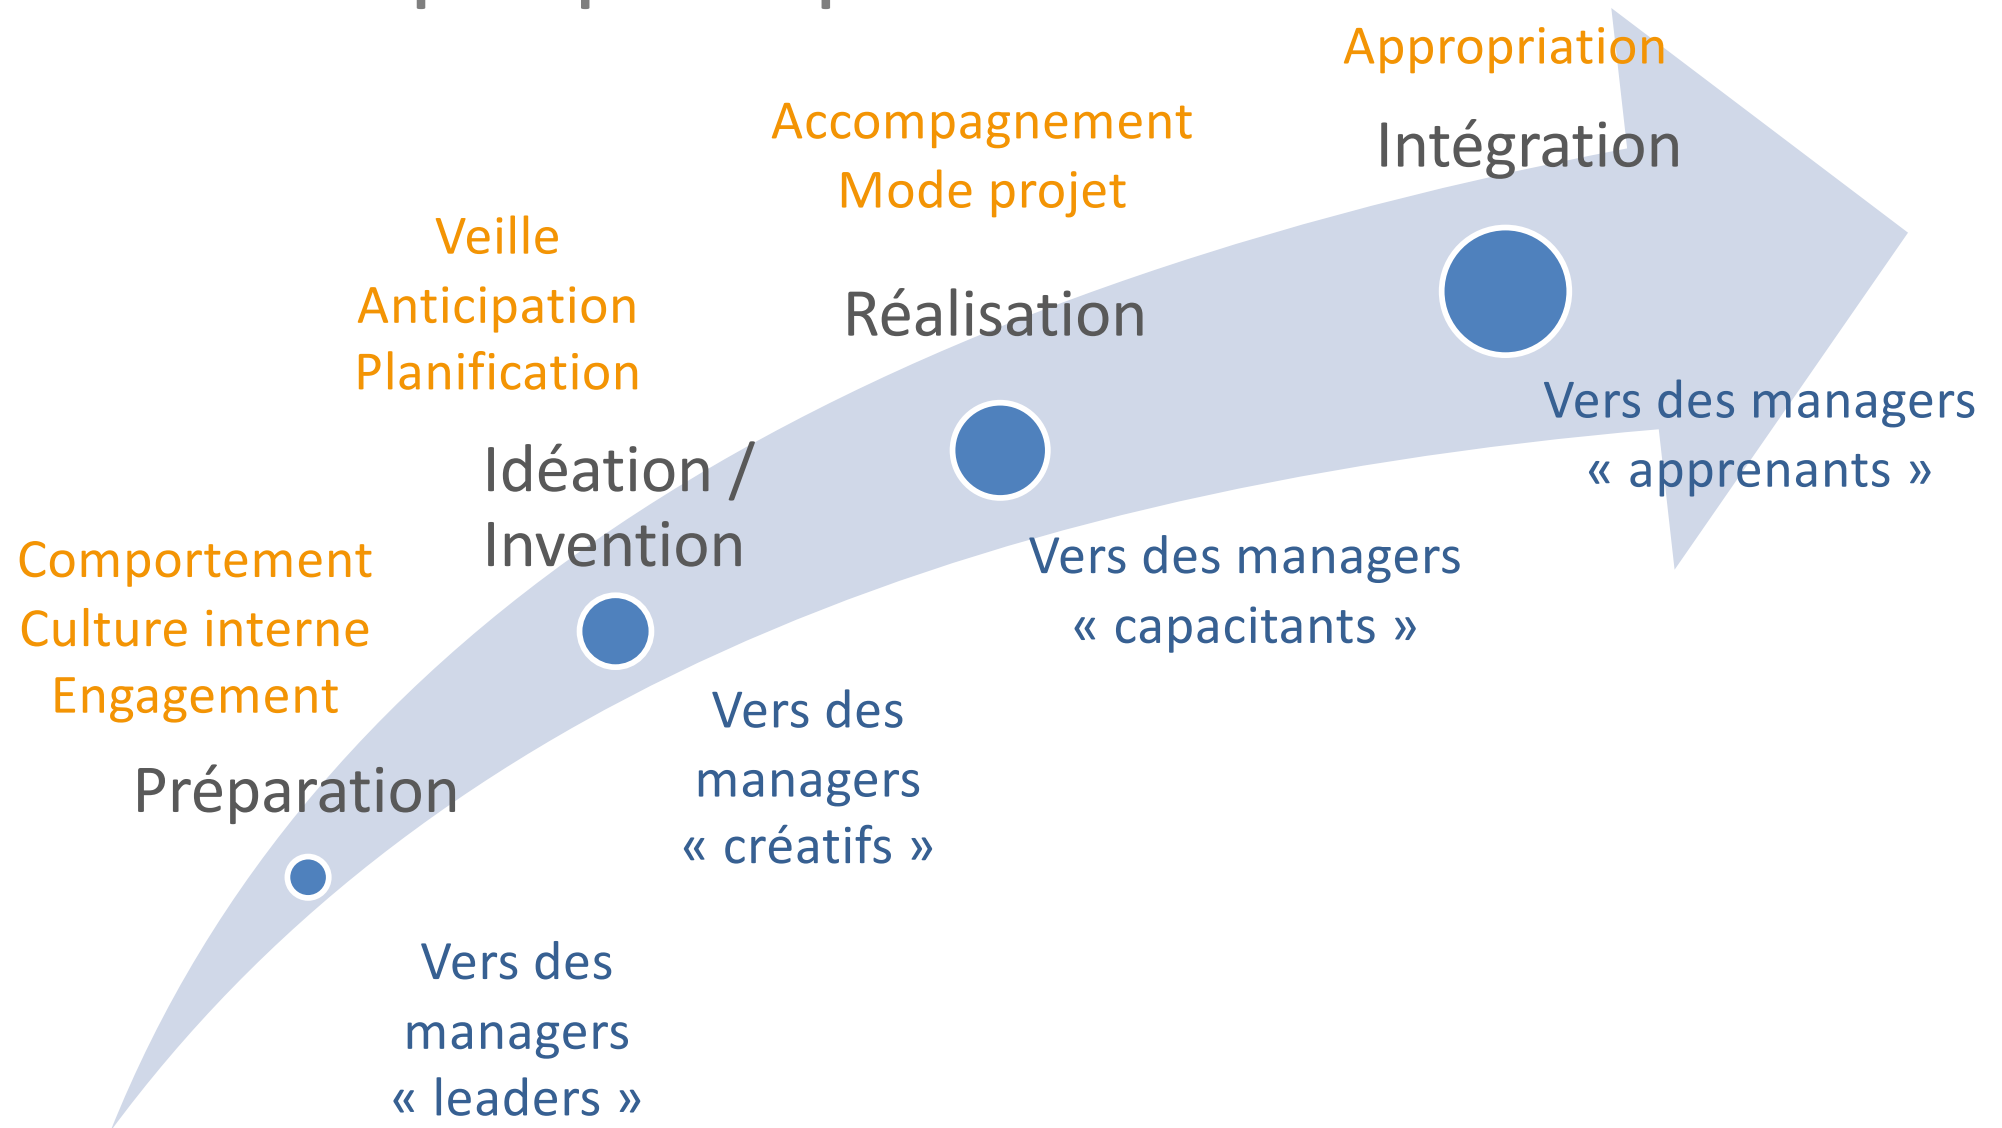 Appropriation
Intégration
Accompagnement
Mode projet
Réalisation
Veille
Anticipation
Planification
Idéation /
Invention
Comportement
Culture interne
Engagement
Préparation
Vers des managers
« apprenants »
Vers des managers
« capacitants »
Vers des
managers
« créatifs »
Vers des
managers
« leaders »